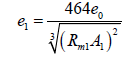 e₁ = 464e₀ / ∛((Rₘ₁A₁)²)